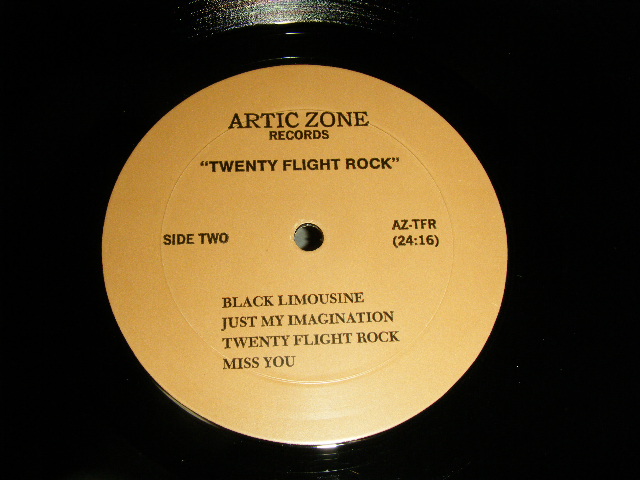 ARTIC ZONE
RECORDS
"TWENTY FLIGHT ROCK"
SIDE TWO
AZ-TFR
(24:16)
BLACK LIMOUSINE
JUST MY IMAGINATION
TWENTY FLIGHT ROCK
MISS YOU